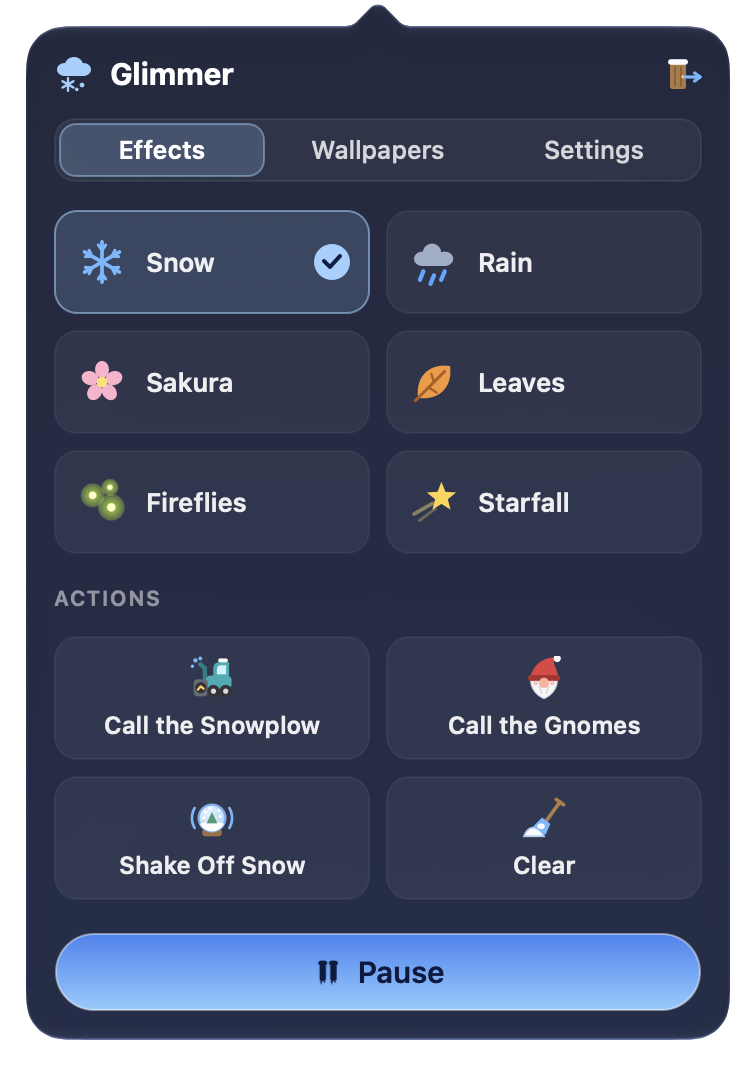 Glimmer
Effects Wallpapers Settings
Snow Rain
Sakura Leaves
Fireflies Starfall
ACTIONS
Call the Snowplow Call the Gnomes
Shake Off Snow Clear
Pause